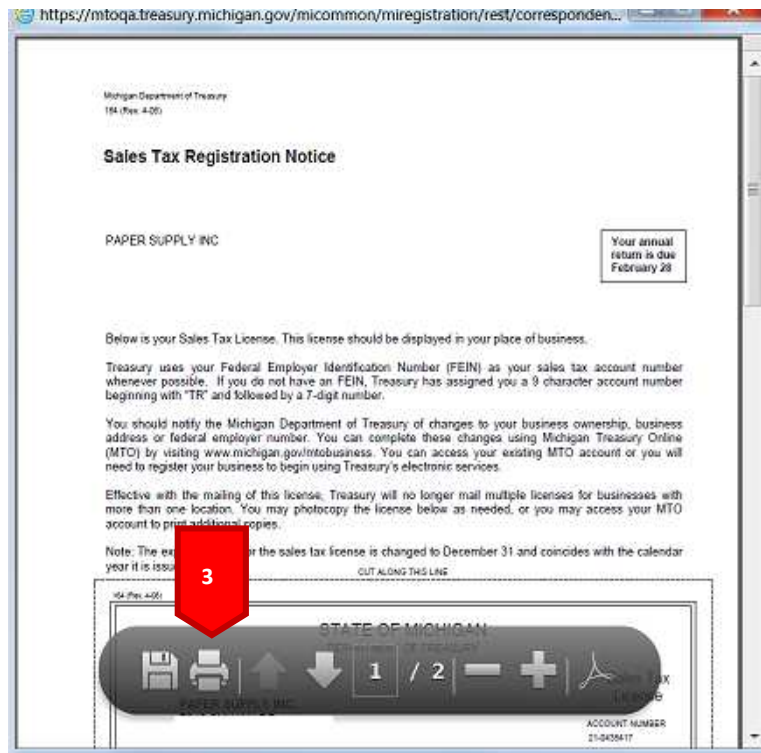 https://mtoqa.treasury.michigan.gov/micommon/miregistration/rest/corresponden...
Michigan Department of Treasury
164 (Rev. 4-06)
Sales Tax Registration Notice
PAPER SUPPLY INC
Your annual
return is due
February 28
Below is your Sales Tax License. This license should be displayed in your place of business.
Treasury uses your Federal Employer Identification Number (FEIN) as your sales tax account number
whenever possible. If you do not have an FEIN, Treasury has assigned you a 9 character account number
beginning with "TR" and followed by a 7-digit number.
You should notify the Michigan Department of Treasury of changes to your business ownership, business
address or federal employer number. You can complete these changes using Michigan Treasury Online
(MTO) by visiting www.michigan.gov/mtobusiness. You can access your existing MTO account or you will
need to register your business to begin using Treasury's electronic services.
Effective with the mailing of this license, Treasury will no longer mail multiple licenses for businesses with
more than one location. You may photocopy the license below as needed, or you may access your MTO
account to print additional copies.
Note: The or the sales tax license is changed to December 31 and coincides with the calendar
year it is
CUT ALONG THIS LINE
3
164 (Rev. 4-06)
STATE OF MICHIGAN
DEPARTMENT OF TREASURY
1 / 2
Sales Tax
License
PAPER SUPPLY INC
ACCOUNT NUMBER